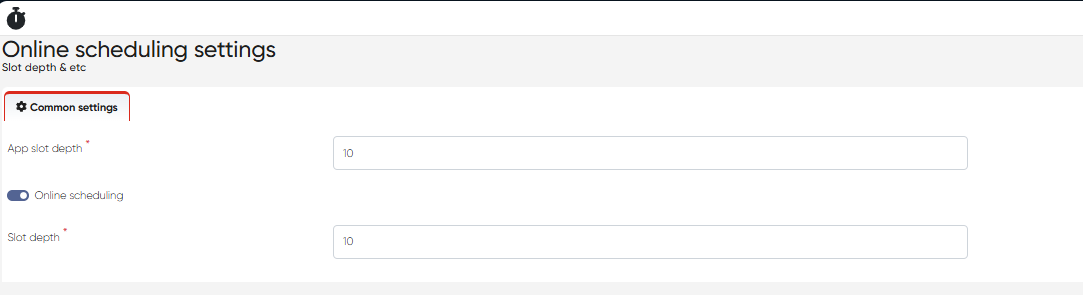 Online scheduling settings
Slot depth & etc
Common settings
App slot depth *
10
Online scheduling
Slot depth *
10